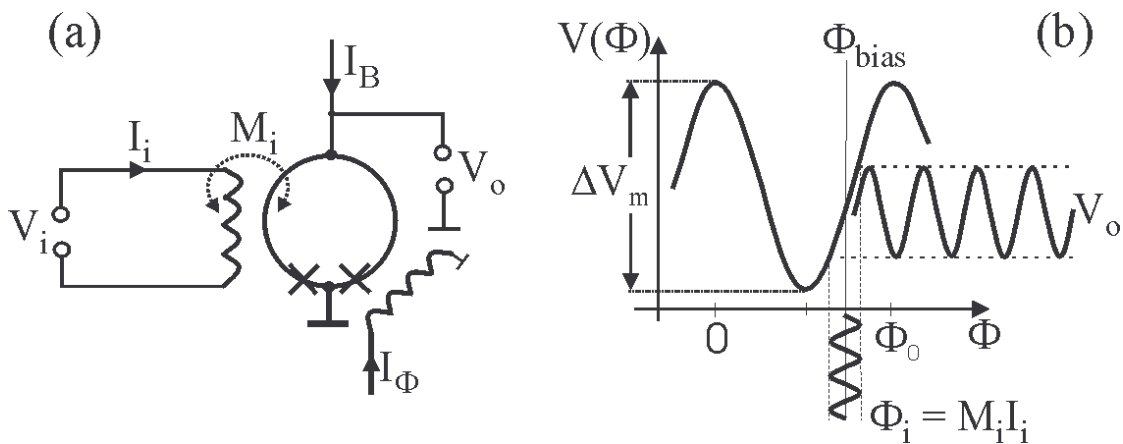 (a)
I_B
I_i
M_i
V_i
V_o
I_Φ
(b)
V(Φ)
Φ_bias
ΔV_m
V_o
0
Φ_0
Φ
Φ_i = M_iI_i